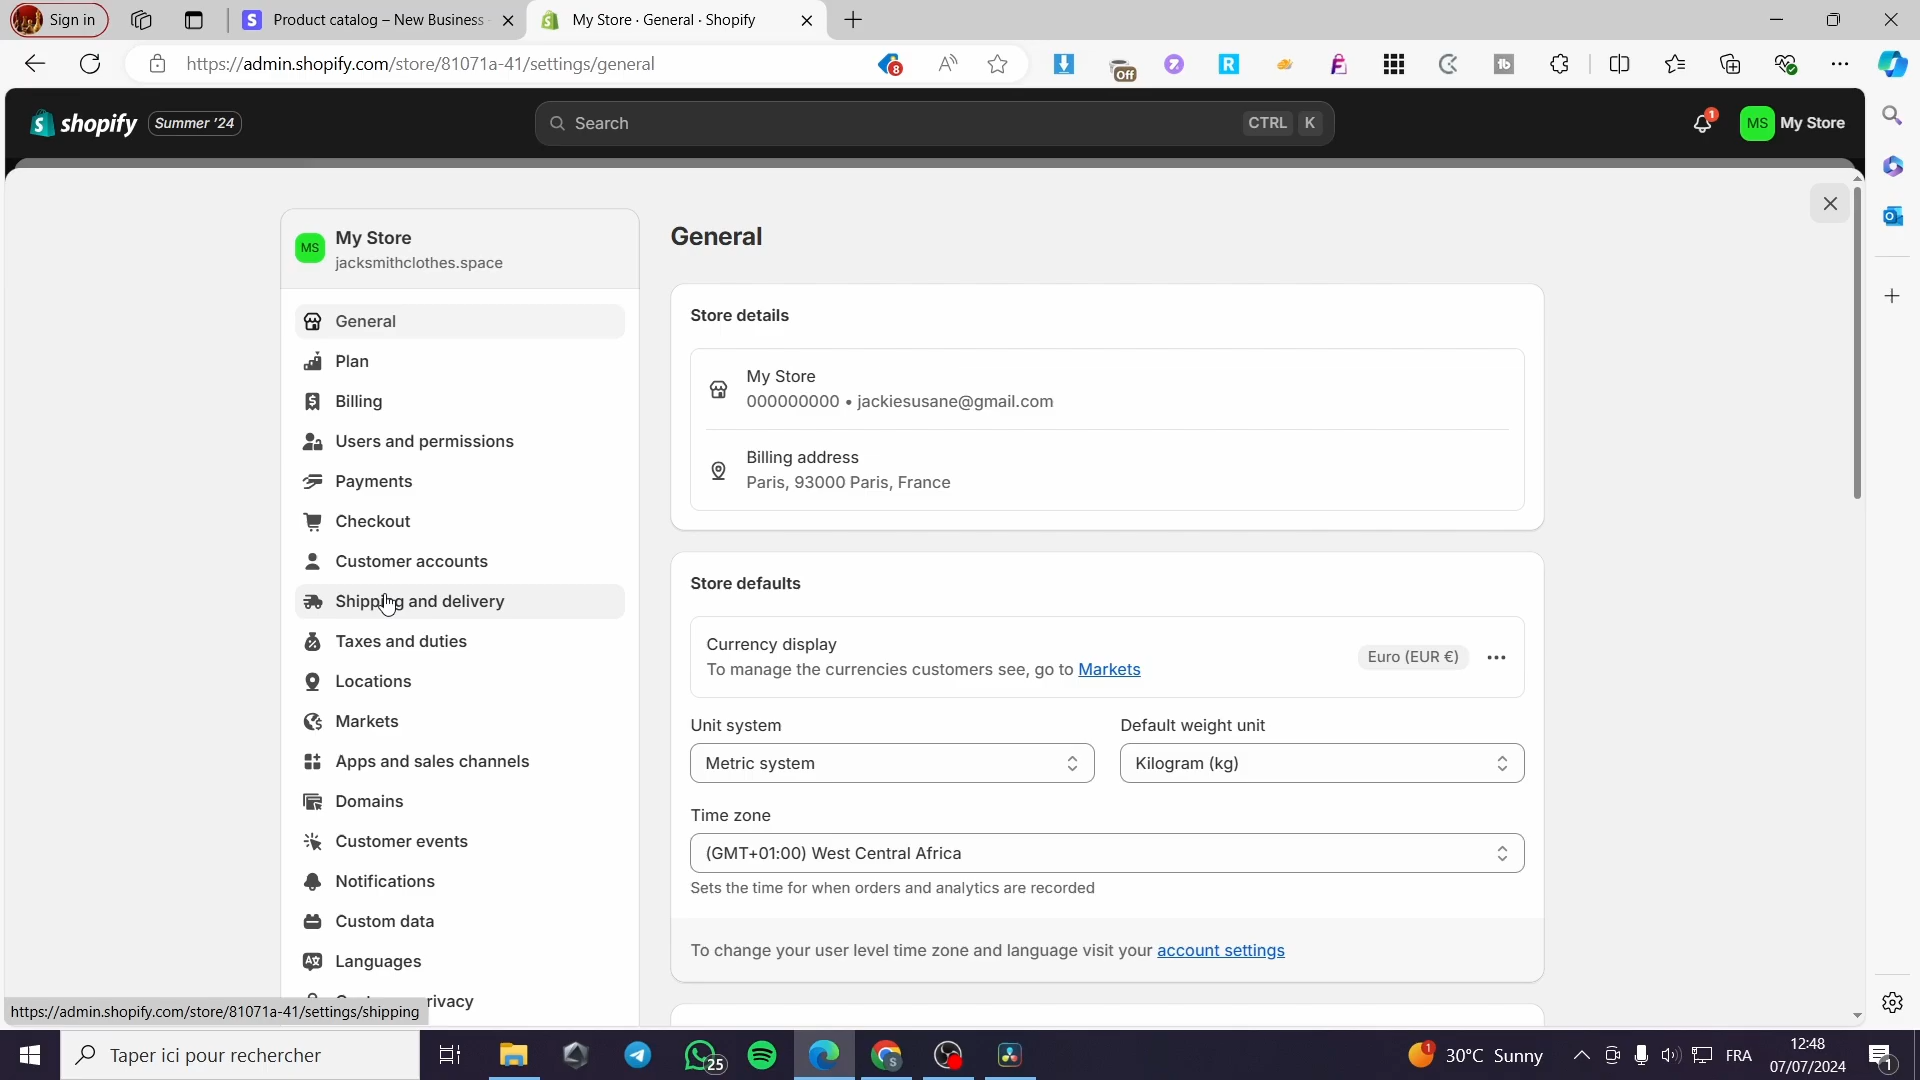 Sign in
Product catalog – New Business
My Store · General · Shopify
https://admin.shopify.com/store/81071a-41/settings/general
8
Off
shopify
Summer '24
Search
CTRL K
1
MS
My Store
MS
My Store
jacksmithclothes.space
General
Plan
Billing
Users and permissions
Payments
Checkout
Customer accounts
Shipping and delivery
Taxes and duties
Locations
Markets
Apps and sales channels
Domains
Customer events
Notifications
Custom data
Languages
General
Store details
My Store
000000000 • jackiesusane@gmail.com
Billing address
Paris, 93000 Paris, France
Store defaults
Currency display
To manage the currencies customers see, go to Markets
Euro (EUR €)
Unit system
Default weight unit
Metric system
Kilogram (kg)
Time zone
(GMT+01:00) West Central Africa
Sets the time for when orders and analytics are recorded
To change your user level time zone and language visit your account settings
https://admin.shopify.com/store/81071a-41/settings/shipping
Taper ici pour rechercher
25
1
30°C Sunny
FRA
12:48
07/07/2024
1